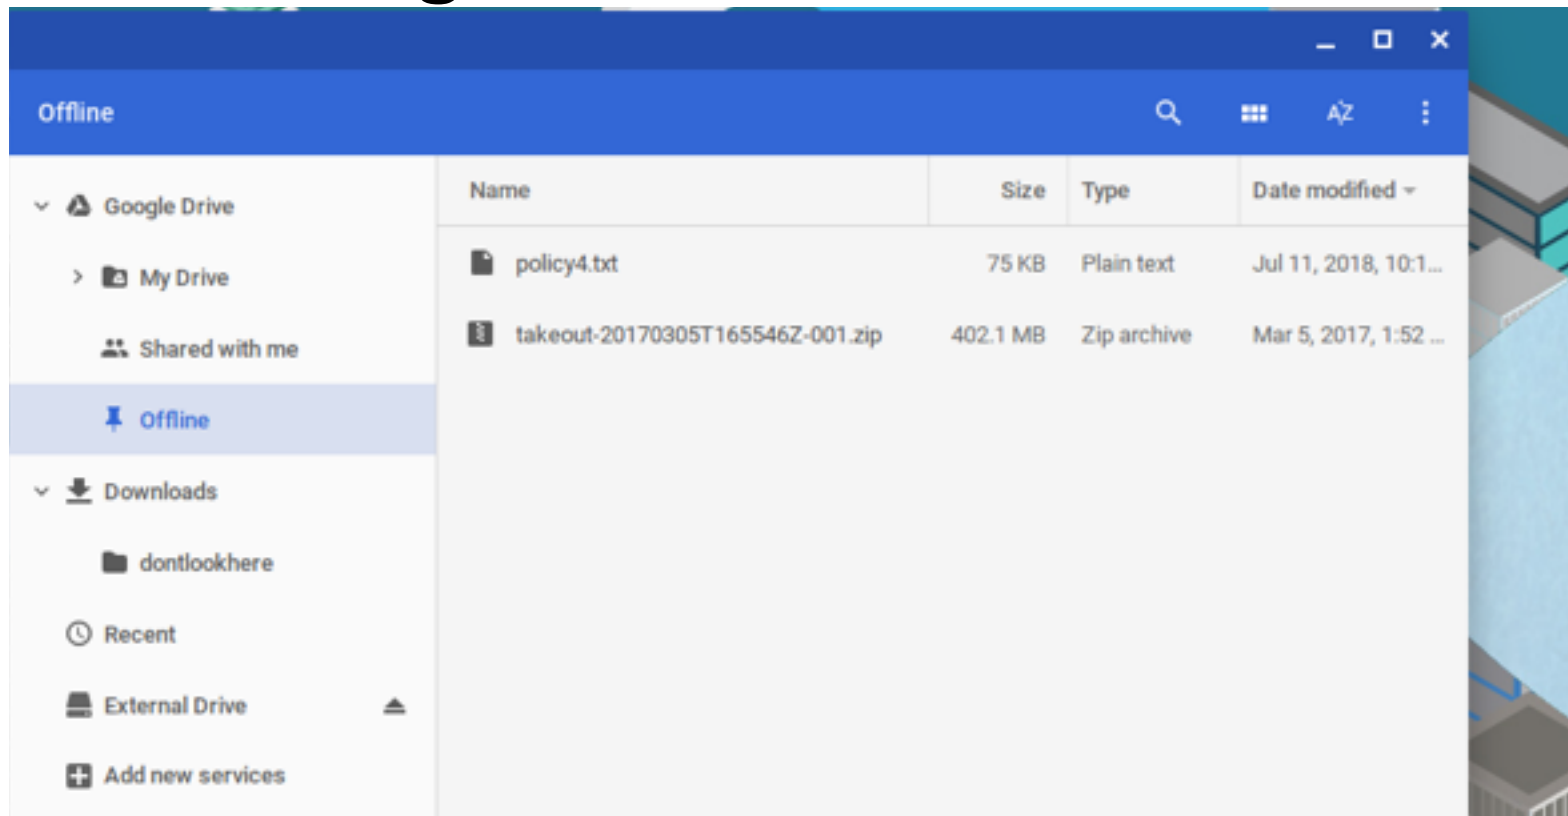 Offline
Google Drive
My Drive
Shared with me
Offline
Downloads
dontlookhere
Recent
External Drive
Add new services
Name Size Type Date modified
policy4.txt 75 KB Plain text Jul 11, 2018, 10:1...
takeout-20170305T165546Z-001.zip 402.1 MB Zip archive Mar 5, 2017, 1:52 ...